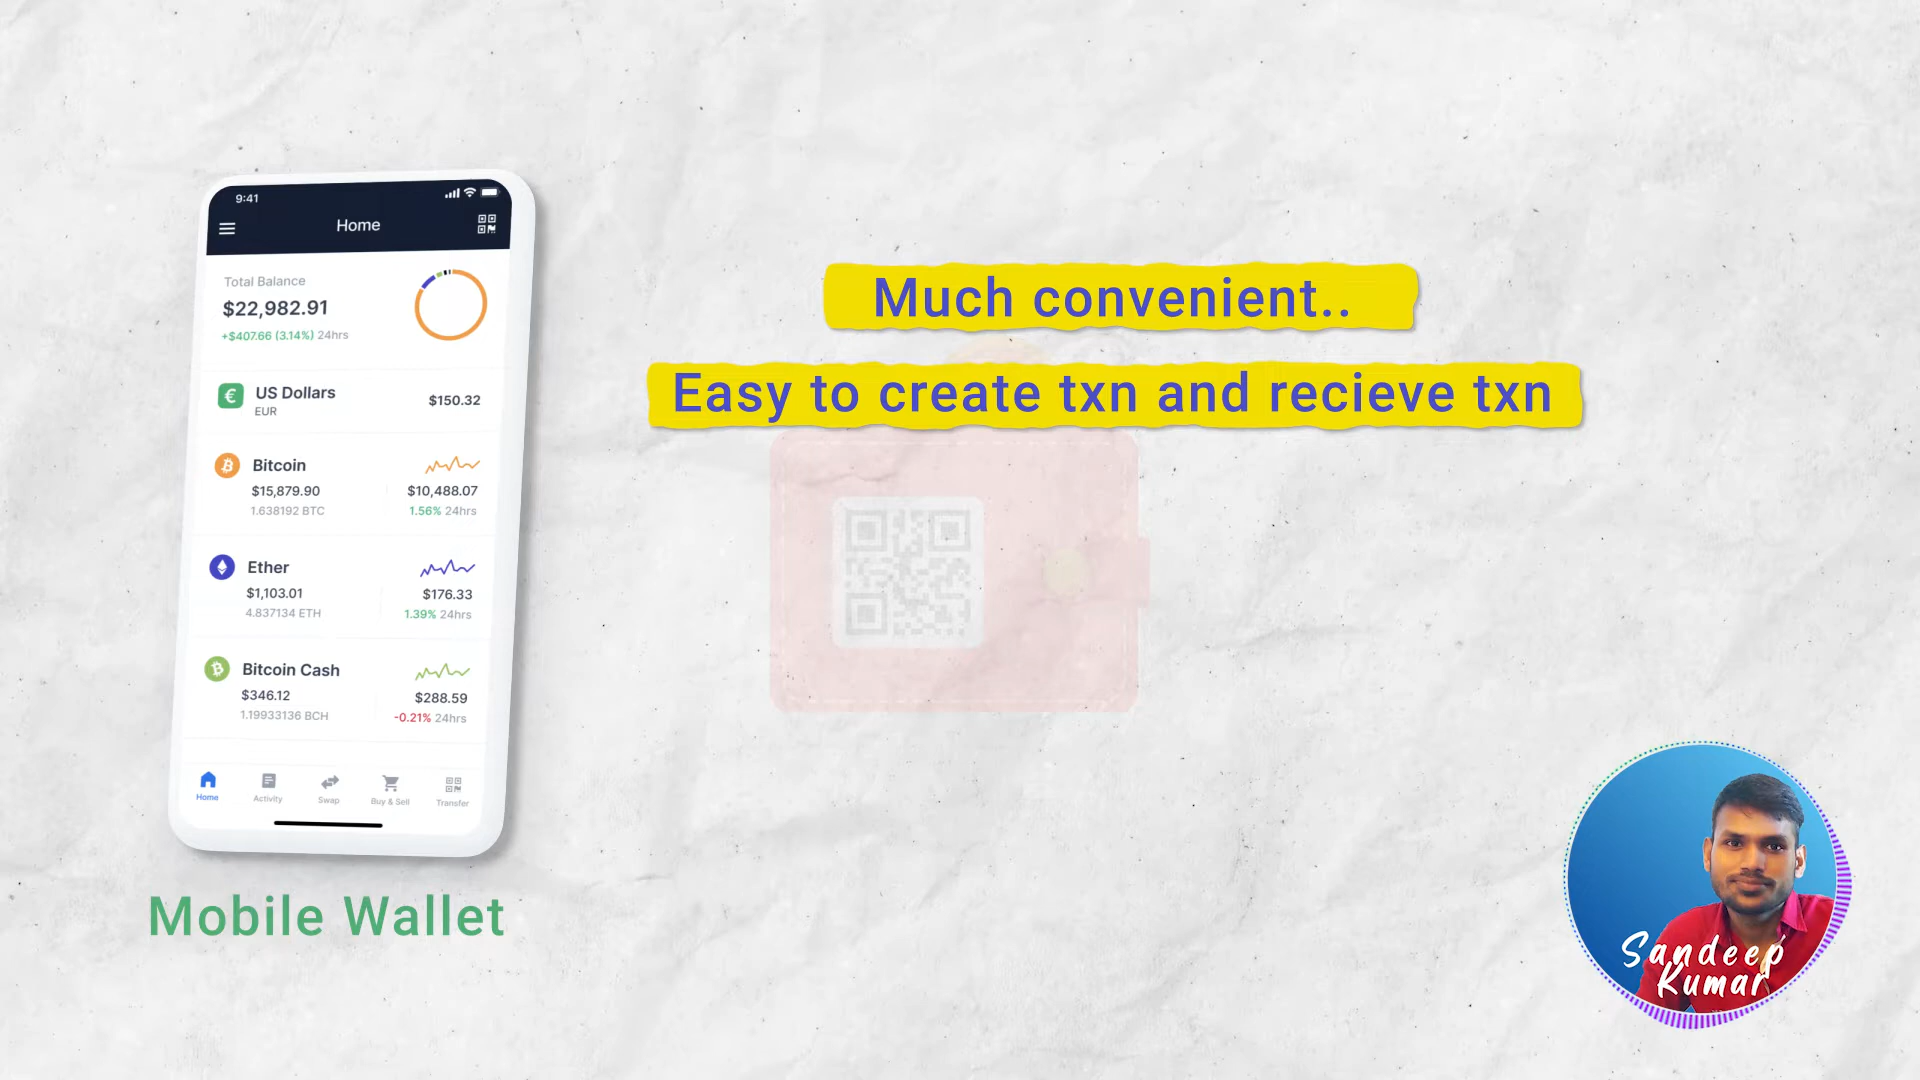 9:41
Home
Total Balance
$22,982.91
+$407.66 (3.14%) 24hrs
US Dollars
EUR
$150.32
Bitcoin
$15,879.90
$10,488.07
1.638192 BTC
1.56% 24hrs
Ether
$1,103.01
$176.33
4.837134 ETH
1.39% 24hrs
Bitcoin Cash
$346.12
$288.59
1.19933136 BCH
-0.21% 24hrs
Home
Activity
Swap
Buy & Sell
Transfer
Mobile Wallet
Much convenient..
Easy to create txn and recieve txn
Sandeep
Kumar